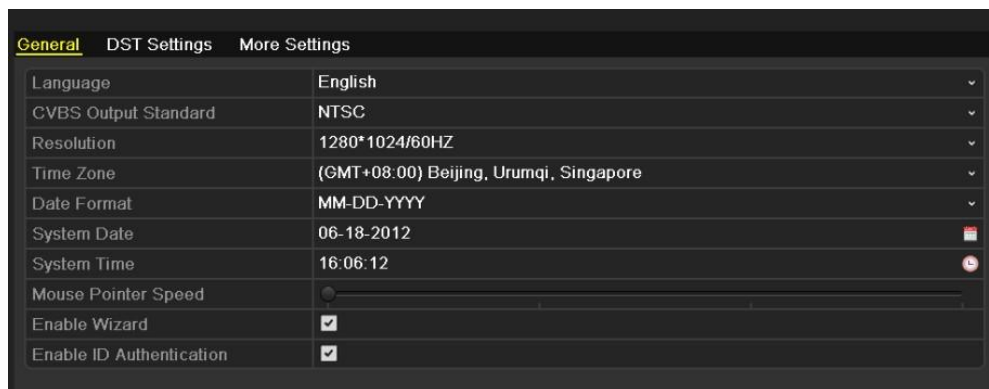 General DST Settings More Settings
Language English
CVBS Output Standard NTSC
Resolution 1280*1024/60HZ
Time Zone (GMT+08:00) Beijing, Urumqi, Singapore
Date Format MM-DD-YYYY
System Date 06-18-2012
System Time 16:06:12
Mouse Pointer Speed
Enable Wizard
Enable ID Authentication